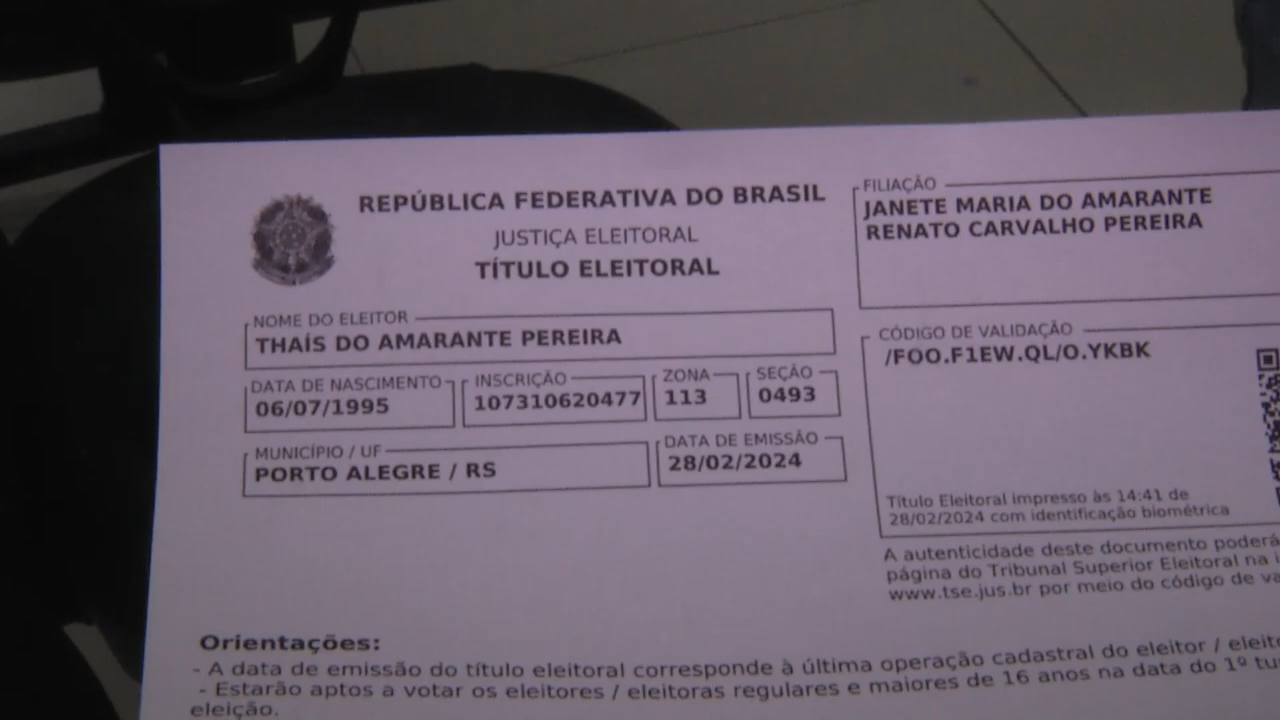 REPÚBLICA FEDERATIVA DO BRASIL
JUSTIÇA ELEITORAL
TÍTULO ELEITORAL
NOME DO ELEITOR
THAÍS DO AMARANTE PEREIRA
DATA DE NASCIMENTO
06/07/1995
INSCRIÇÃO
107310620477
ZONA
113
SEÇÃO
0493
MUNICÍPIO / UF
PORTO ALEGRE / RS
DATA DE EMISSÃO
28/02/2024
FILIAÇÃO
JANETE MARIA DO AMARANTE
RENATO CARVALHO PEREIRA
CÓDIGO DE VALIDAÇÃO
/FOO.F1EW.QL/O.YKBK
Título Eleitoral impresso às 14:41 de
28/02/2024 com identificação biométrica
A autenticidade deste documento poderá
página do Tribunal Superior Eleitoral na
www.tse.jus.br por meio do código de
Orientações:
- A data de emissão do título eleitoral corresponde à última operação cadastral do eleitor /
- Estarão aptos a votar os eleitores / eleitoras regulares e maiores de 16 anos na data do 1º
eleição.